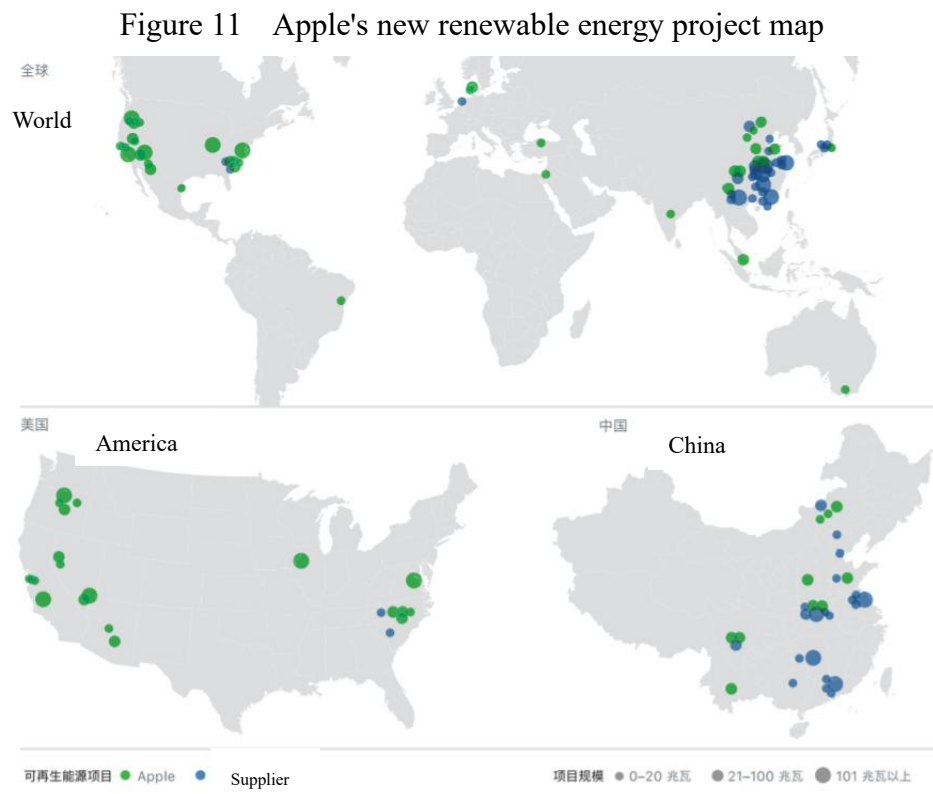 Figure 11 Apple's new renewable energy project map
全球
World
美国
America
中国
China
可再生能源项目 Apple Supplier
项目规模 0–20 兆瓦 21–100 兆瓦 101 兆瓦以上